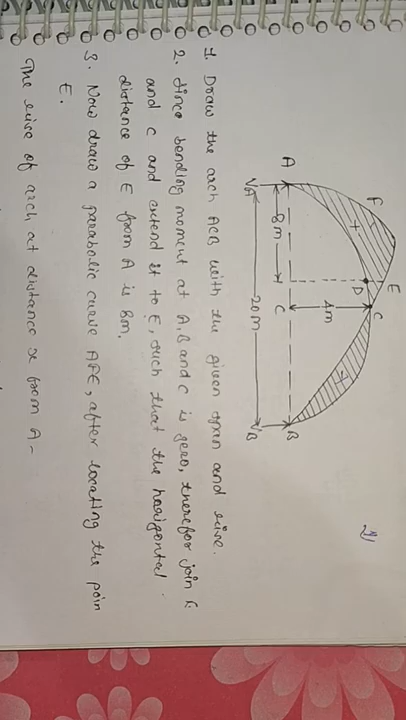 2)
F
E
+
D
C
4m
A
C
B
8m
VA
20m
VB
1. Draw the arch ACB with the given span and rise.
2. Since bending moment at A, B and C is zero, therefor join
and C and extend it to E, such that the horizontal
distance of E from A is 8m.
3. Now draw a parabolic curve AFE, after locating the poin
E.
The rise of arch at distance x from A-